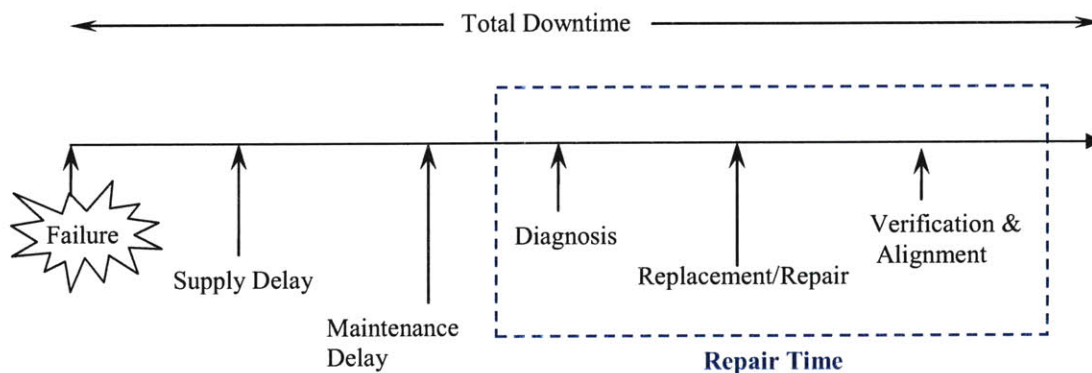 Total Downtime
Failure
Supply Delay
Maintenance
Delay
Diagnosis
Replacement/Repair
Verification &
Alignment
Repair Time